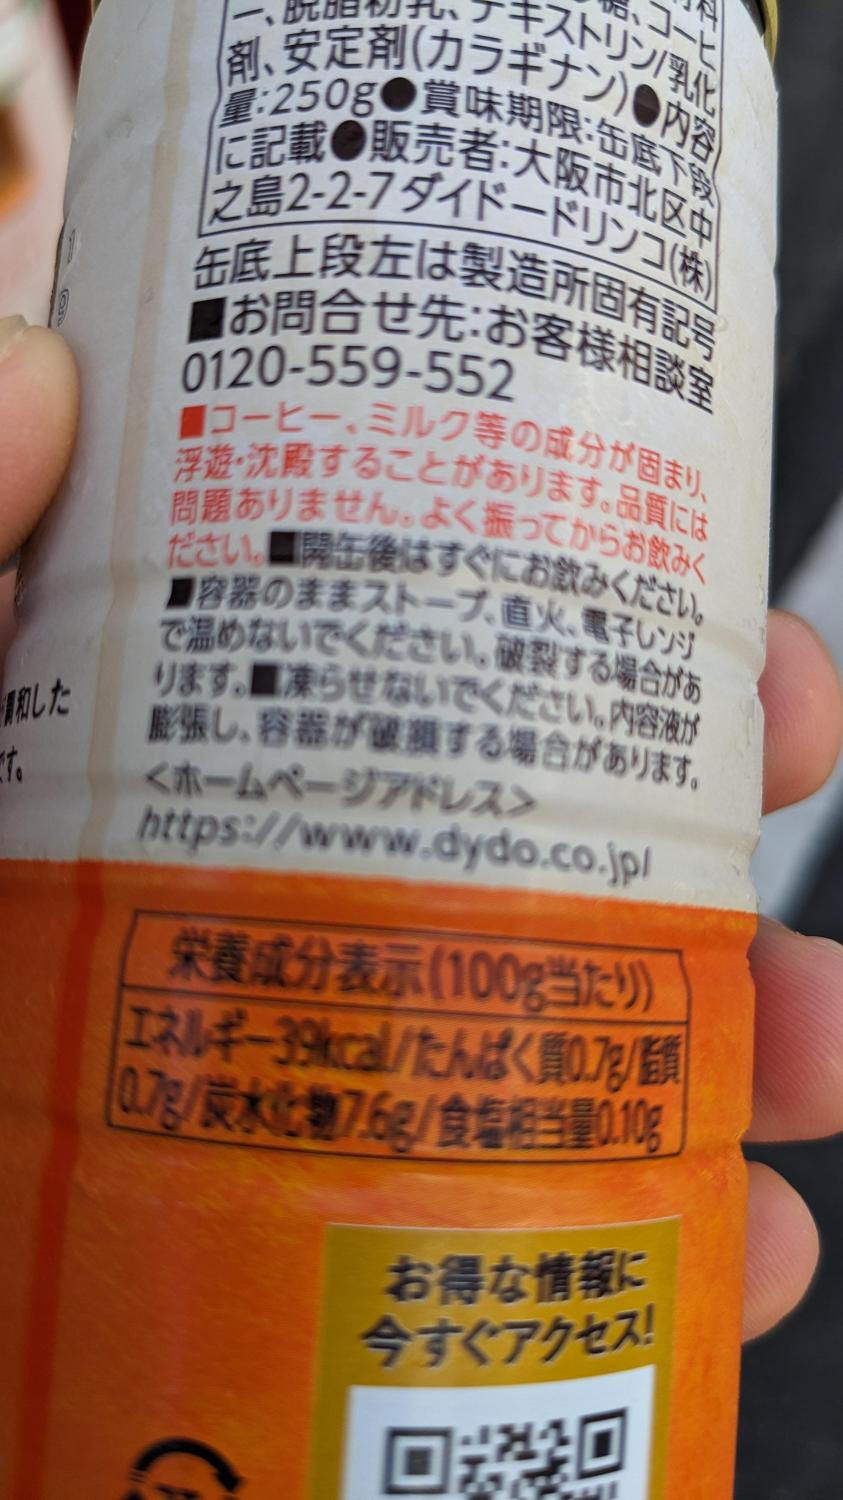 ー、脱脂粉乳、デキストリン/乳化
剤、安定剤(カラギナン)●内容
量:250g●賞味期限:缶底下段
に記載●販売者:大阪市北区中
之島2-2-7ダイドードリンコ(株)
缶底上段左は製造所固有記号
■お問合せ先:お客様相談室
0120-559-552
■コーヒー、ミルク等の成分が固まり、
浮遊・沈殿することがあります。品質には
問題ありません。よく振ってからお飲みく
ださい。■開缶後はすぐにお飲みください。
■容器のままストーブ、直火、電子レンジ
で温めないでください。破裂する場合があ
ります。■凍らせないでください。内容液が
膨張し、容器が破損する場合があります。
<ホームページアドレス>
https://www.dydo.co.jp/
調和した
です。
栄養成分表示(100g当たり)
エネルギー39kcal/たんぱく質0.7g/脂質
0.7g/炭水化物7.6g/食塩相当量0.10g
お得な情報に
今すぐアクセス!